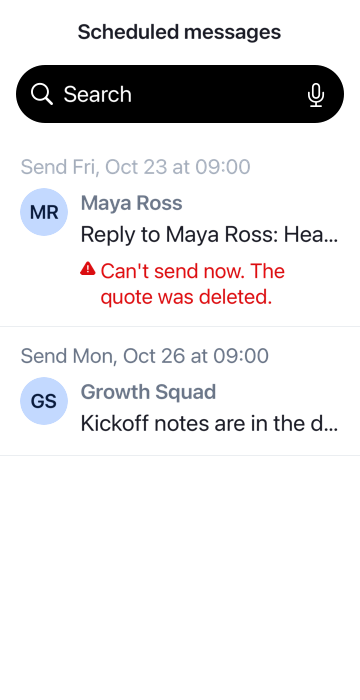 Scheduled messages
Search
Send Fri, Oct 23 at 09:00
MR
Maya Ross
Reply to Maya Ross: Hea...
Can't send now. The
quote was deleted.
Send Mon, Oct 26 at 09:00
GS
Growth Squad
Kickoff notes are in the d...